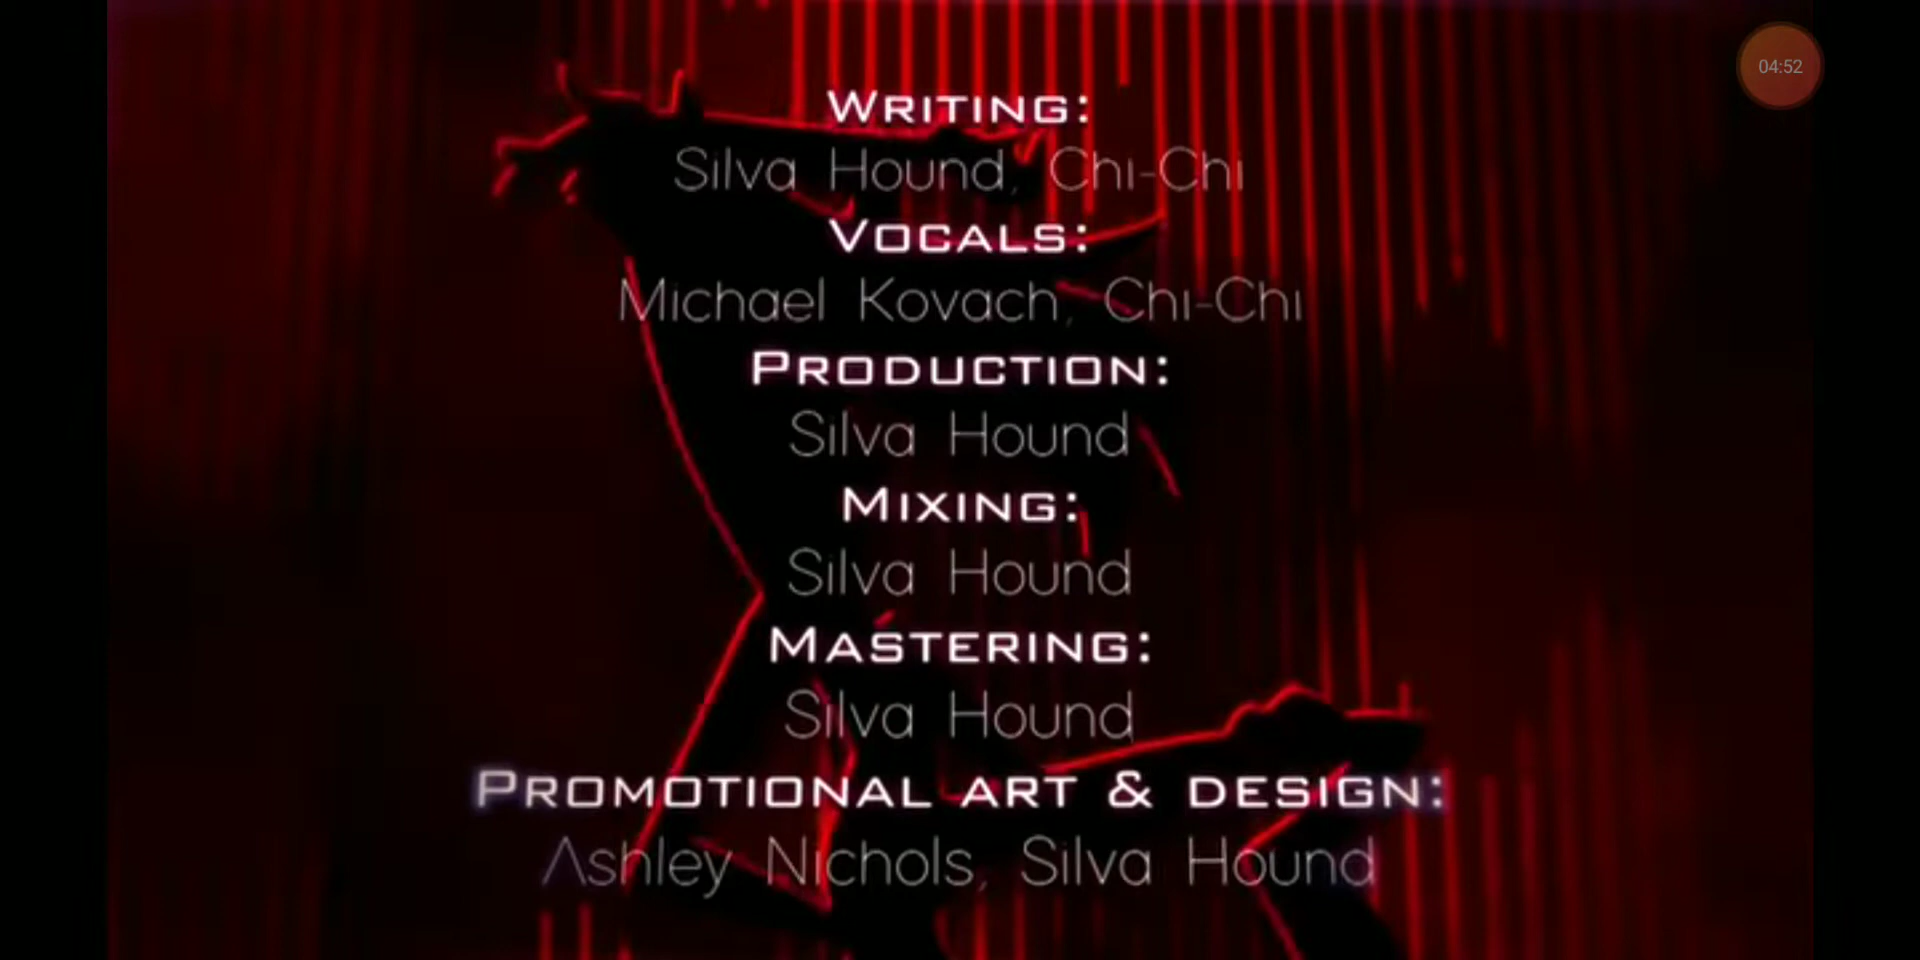 WRITING:
Silva Hound, Chi-Chi
VOCALS:
Michael Kovach, Chi-Chi
PRODUCTION:
Silva Hound
MIXING:
Silva Hound
MASTERING:
Silva Hound
PROMOTIONAL ART & DESIGN:
Ashley Nichols, Silva Hound
04:52